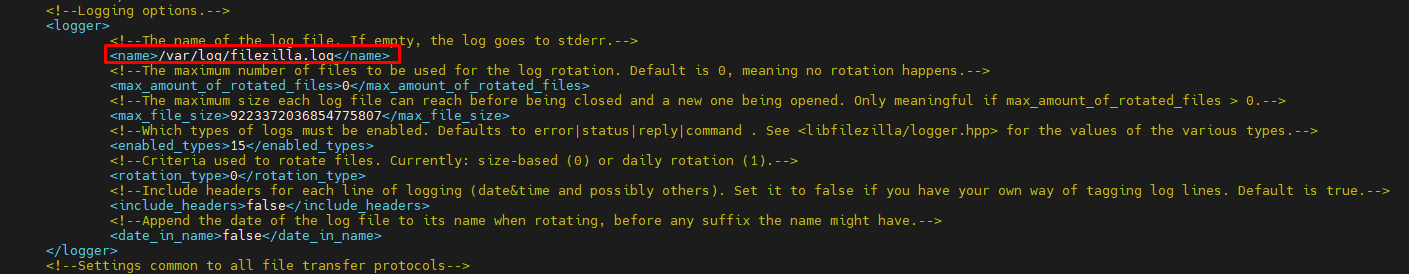 <!--Logging options.-->
<logger>
<!--The name of the log file. If empty, the log goes to stderr.-->
<name>/var/log/filezilla.log</name>
<!--The maximum number of files to be used for the log rotation. Default is 0, meaning no rotation happens.-->
<max_amount_of_rotated_files>0</max_amount_of_rotated_files>
<!--The maximum size each log file can reach before being closed and a new one being opened. Only meaningful if max_amount_of_rotated_files > 0.-->
<max_file_size>9223372036854775807</max_file_size>
<!--Which types of logs must be enabled. Defaults to error|status|reply|command . See <libfilezilla/logger.hpp> for the values of the various types.-->
<enabled_types>15</enabled_types>
<!--Criteria used to rotate files. Currently: size-based (0) or daily rotation (1).-->
<rotation_type>0</rotation_type>
<!--Include headers for each line of logging (date&time and possibly others). Set it to false if you have your own way of tagging log lines. Default is true.-->
<include_headers>false</include_headers>
<!--Append the date of the log file to its name when rotating, before any suffix the name might have.-->
<date_in_name>false</date_in_name>
</logger>
<!--Settings common to all file transfer protocols-->